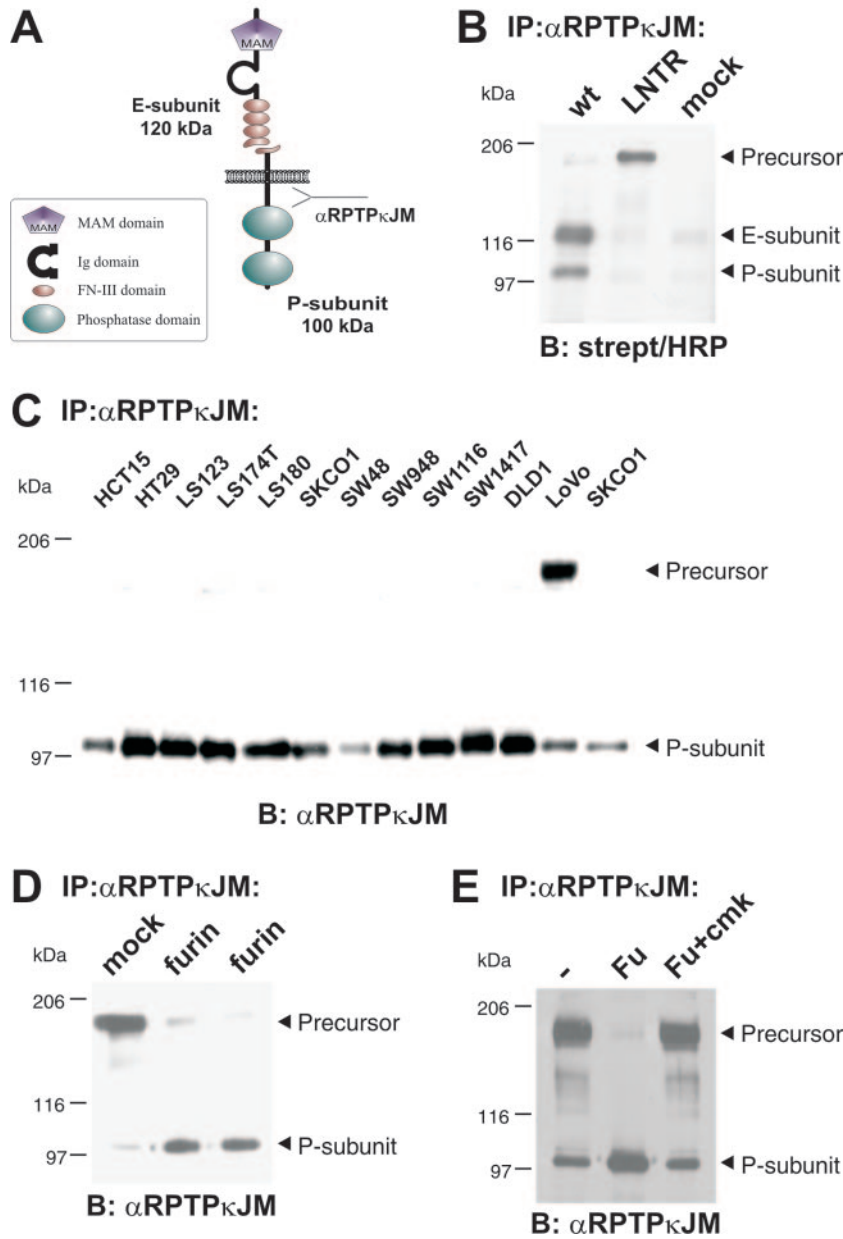 A
MAM
E-subunit
120 kDa
αRPTPκJM
MAM MAM domain
Ig domain
FN-III domain
Phosphatase domain
P-subunit
100 kDa
B IP:αRPTPκJM:
kDa
wt LNTR mock
206
Precursor
116
E-subunit
97
P-subunit
B: strept/HRP
C IP:αRPTPκJM:
kDa
HCT15 HT29 LS123 LS174T LS180 SKCO1 SW48 SW948 SW1116 SW1417 DLD1 LoVo SKCO1
206
Precursor
116
97
P-subunit
B: αRPTPκJM
D IP:αRPTPκJM:
kDa
mock furin furin
206
Precursor
116
97
P-subunit
B: αRPTPκJM
E IP:αRPTPκJM:
kDa
- Fu Fu+cmk
206
Precursor
116
97
P-subunit
B: αRPTPκJM